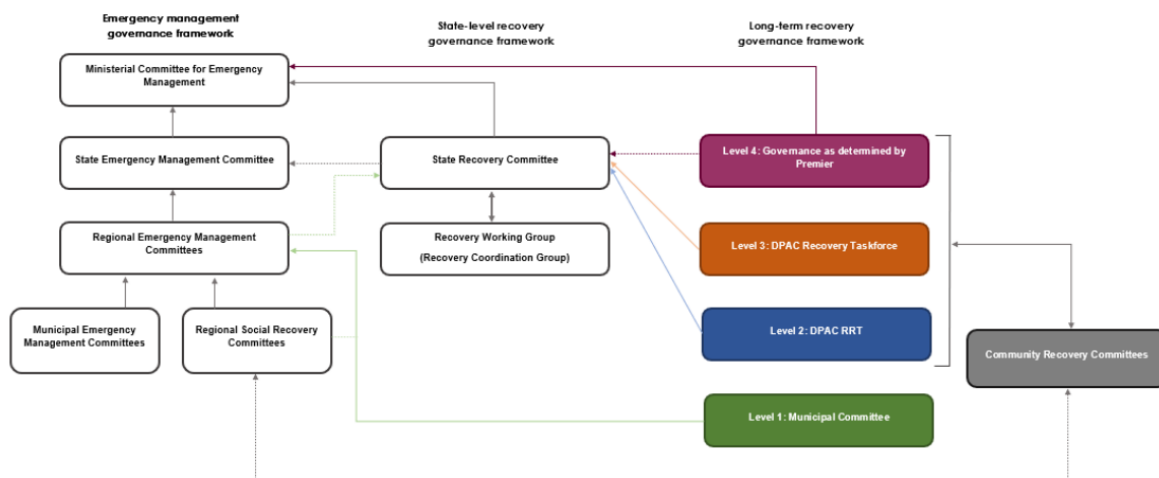 Emergency management
governance framework
State-level recovery
governance framework
Long-term recovery
governance framework
Ministerial Committee for Emergency
Management
State Emergency Management Committee
State Recovery Committee
Level 4: Governance as determined by
Premier
Regional Emergency Management
Committees
Recovery Working Group
(Recovery Coordination Group)
Level 3: DPAC Recovery Taskforce
Municipal Emergency
Management Committees
Regional Social Recovery
Committees
Level 2: DPAC RRT
Community Recovery Committees
Level 1: Municipal Committee